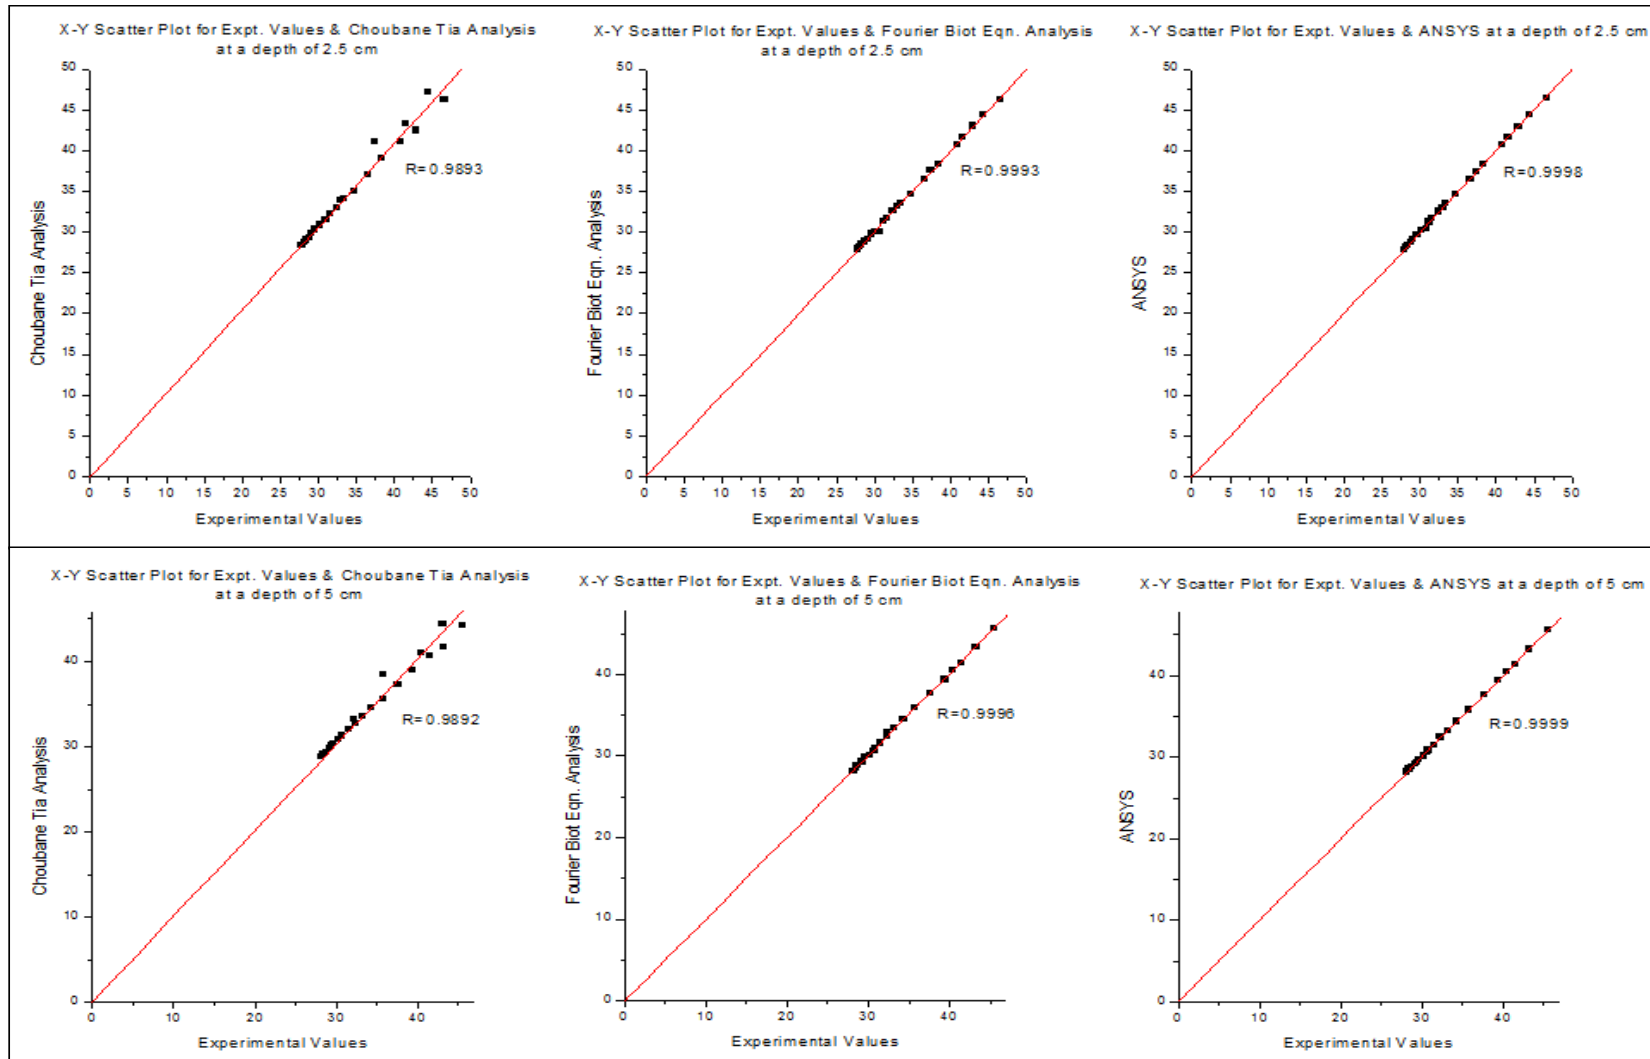 X-Y Scatter Plot for Expt. Values & Choubane Tia Analysis
at a depth of 2.5 cm
50
45
40
35
30
25
20
15
10
5
0
Choubane Tia Analysis
R=0.9893
0 5 10 15 20 25 30 35 40 45 50
Experimental Values
X-Y Scatter Plot for Expt. Values & Fourier Biot Eqn. Analysis
at a depth of 2.5 cm
50
45
40
35
30
25
20
15
10
5
0
Fourier Biot Eqn. Analysis
R=0.9993
0 5 10 15 20 25 30 35 40 45 50
Experimental Values
X-Y Scatter Plot for Expt. Values & ANSYS at a depth of 2.5 cm
50
45
40
35
30
25
20
15
10
5
0
ANSYS
R=0.9998
0 5 10 15 20 25 30 35 40 45 50
Experimental Values
X-Y Scatter Plot for Expt. Values & Choubane Tia Analysis
at a depth of 5 cm
40
30
20
10
0
Choubane Tia Analysis
R=0.9892
0 10 20 30 40
Experimental Values
X-Y Scatter Plot for Expt. Values & Fourier Biot Eqn. Analysis
at a depth of 5 cm
40
30
20
10
0
Fourier Biot Eqn. Analysis
R=0.9996
0 10 20 30 40
Experimental Values
X-Y Scatter Plot for Expt. Values & ANSYS at a depth of 5 cm
40
30
20
10
0
ANSYS
R=0.9999
0 10 20 30 40
Experimental Values